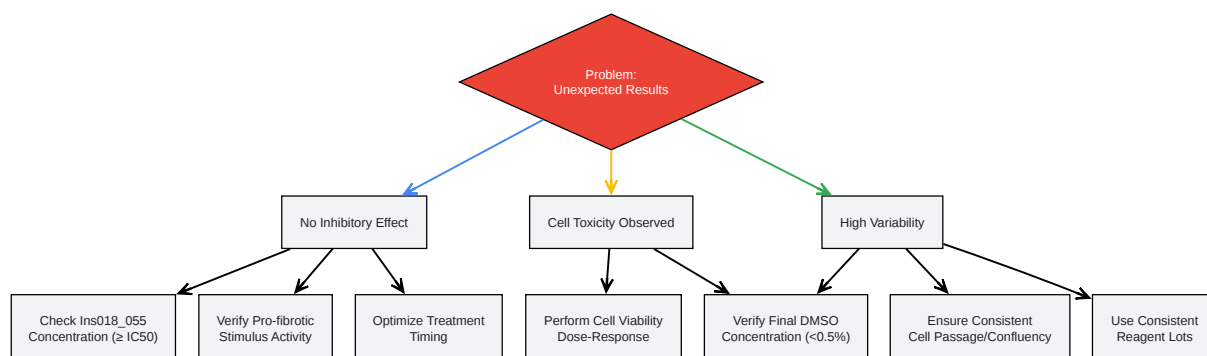 Problem:
Unexpected Results
No Inhibitory Effect
Cell Toxicity Observed
High Variability
Check Ins018_055
Concentration (≥ IC50)
Verify Pro-fibrotic
Stimulus Activity
Optimize Treatment
Timing
Perform Cell Viability
Dose-Response
Verify Final DMSO
Concentration (<0.5%)
Ensure Consistent
Cell Passage/Confluency
Use Consistent
Reagent Lots